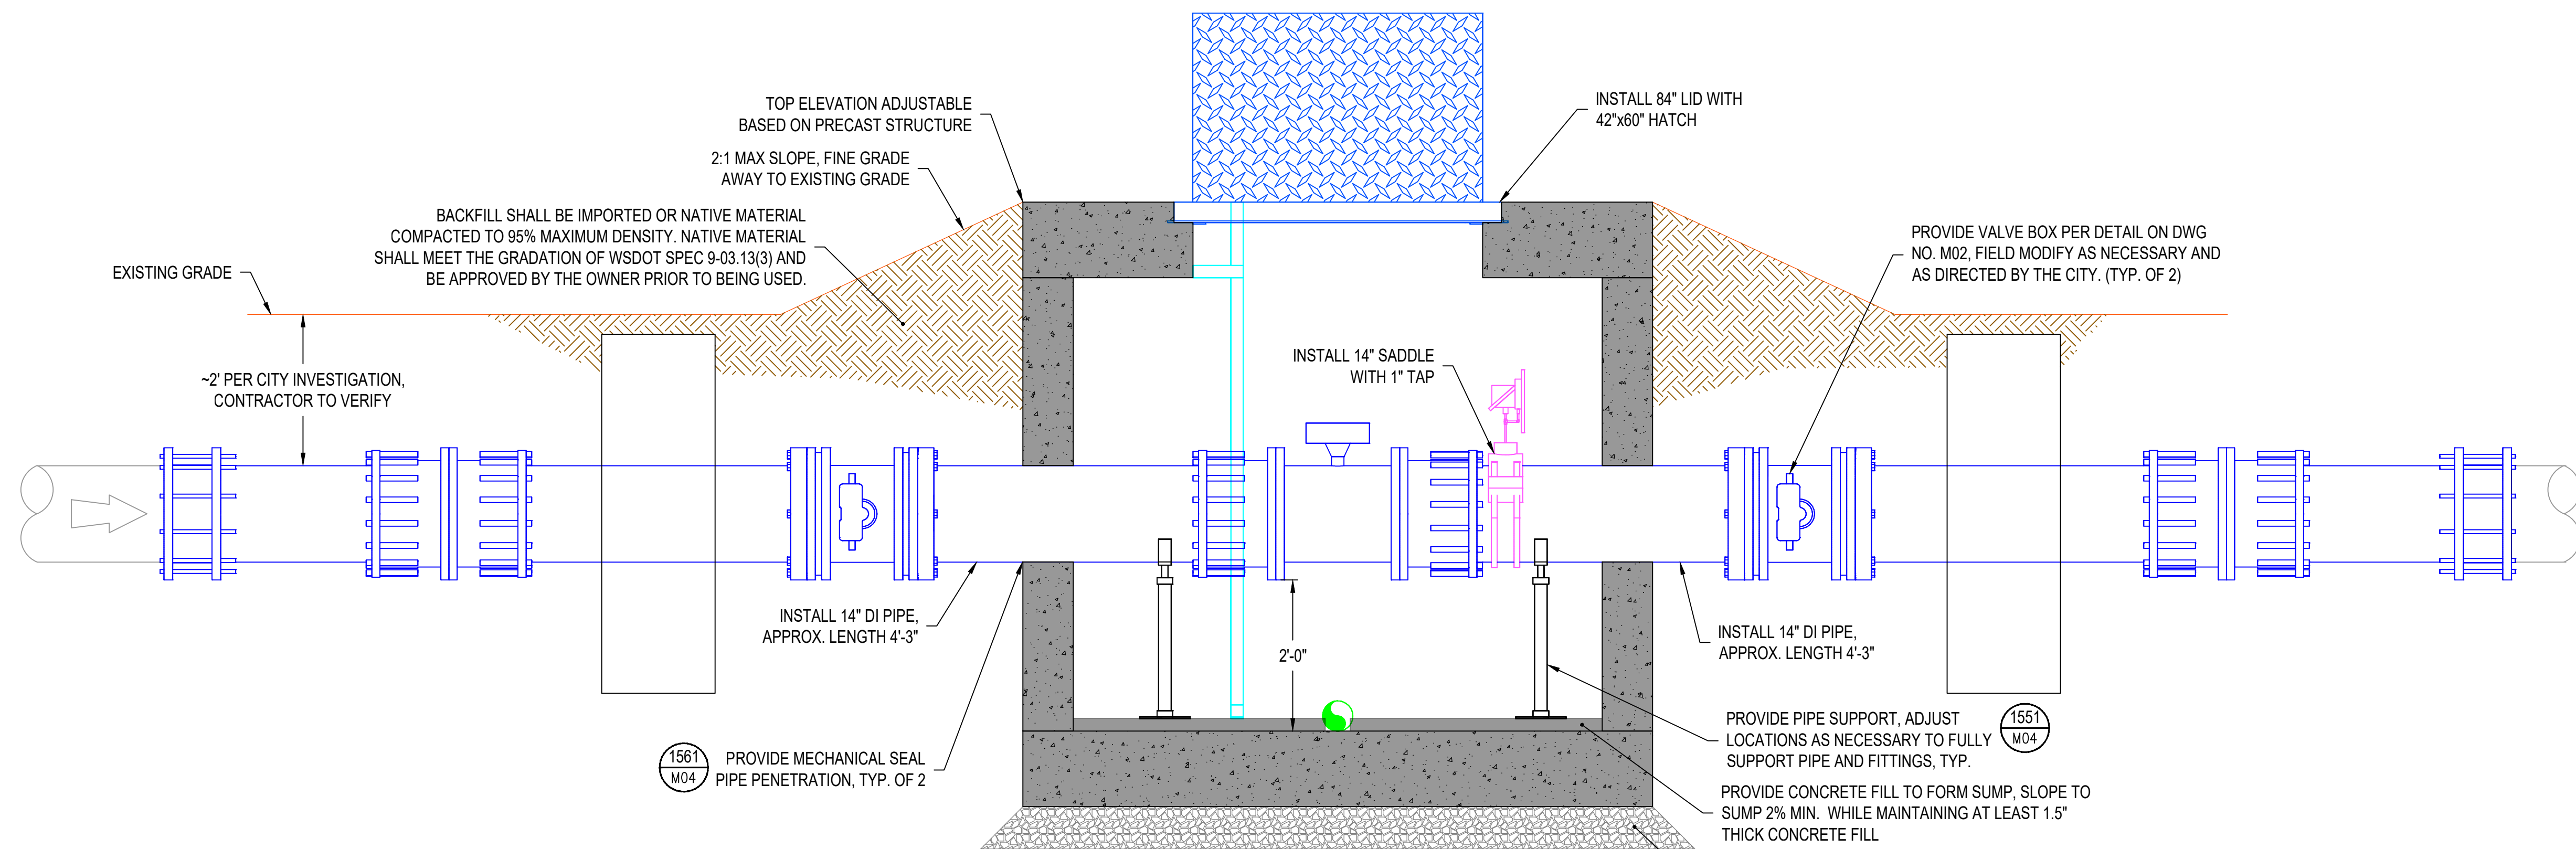 TOP ELEVATION ADJUSTABLE
BASED ON PRECAST STRUCTURE
INSTALL 84" LID WITH
42"x60" HATCH
2:1 MAX SLOPE, FINE GRADE
AWAY TO EXISTING GRADE
BACKFILL SHALL BE IMPORTED OR NATIVE MATERIAL
COMPACTED TO 95% MAXIMUM DENSITY. NATIVE MATERIAL
SHALL MEET THE GRADATION OF WSDOT SPEC 9-03.13(3) AND
BE APPROVED BY THE OWNER PRIOR TO BEING USED.
EXISTING GRADE
PROVIDE VALVE BOX PER DETAIL ON DWG
NO. M02, FIELD MODIFY AS NECESSARY AND
AS DIRECTED BY THE CITY. (TYP. OF 2)
~2' PER CITY INVESTIGATION,
CONTRACTOR TO VERIFY
INSTALL 14" SADDLE
WITH 1" TAP
INSTALL 14" DI PIPE,
APPROX. LENGTH 4'-3"
2'-0"
INSTALL 14" DI PIPE,
APPROX. LENGTH 4'-3"
1561
M04
PROVIDE MECHANICAL SEAL
PIPE PENETRATION, TYP. OF 2
PROVIDE PIPE SUPPORT, ADJUST
LOCATIONS AS NECESSARY TO FULLY
SUPPORT PIPE AND FITTINGS, TYP.
1551
M04
PROVIDE CONCRETE FILL TO FORM SUMP, SLOPE TO
SUMP 2% MIN. WHILE MAINTAINING AT LEAST 1.5"
THICK CONCRETE FILL